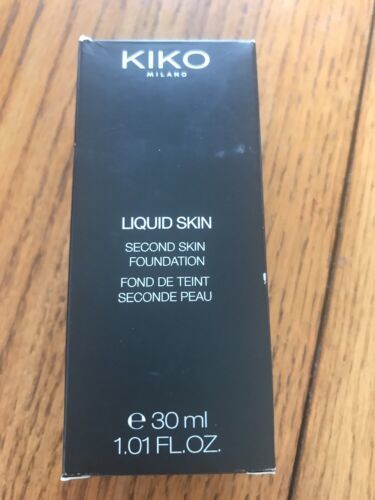 KIKO
MILANO
LIQUID SKIN
SECOND SKIN
FOUNDATION
FOND DE TEINT
SECONDE PEAU
℮ 30 ml
1.01 FL.OZ.